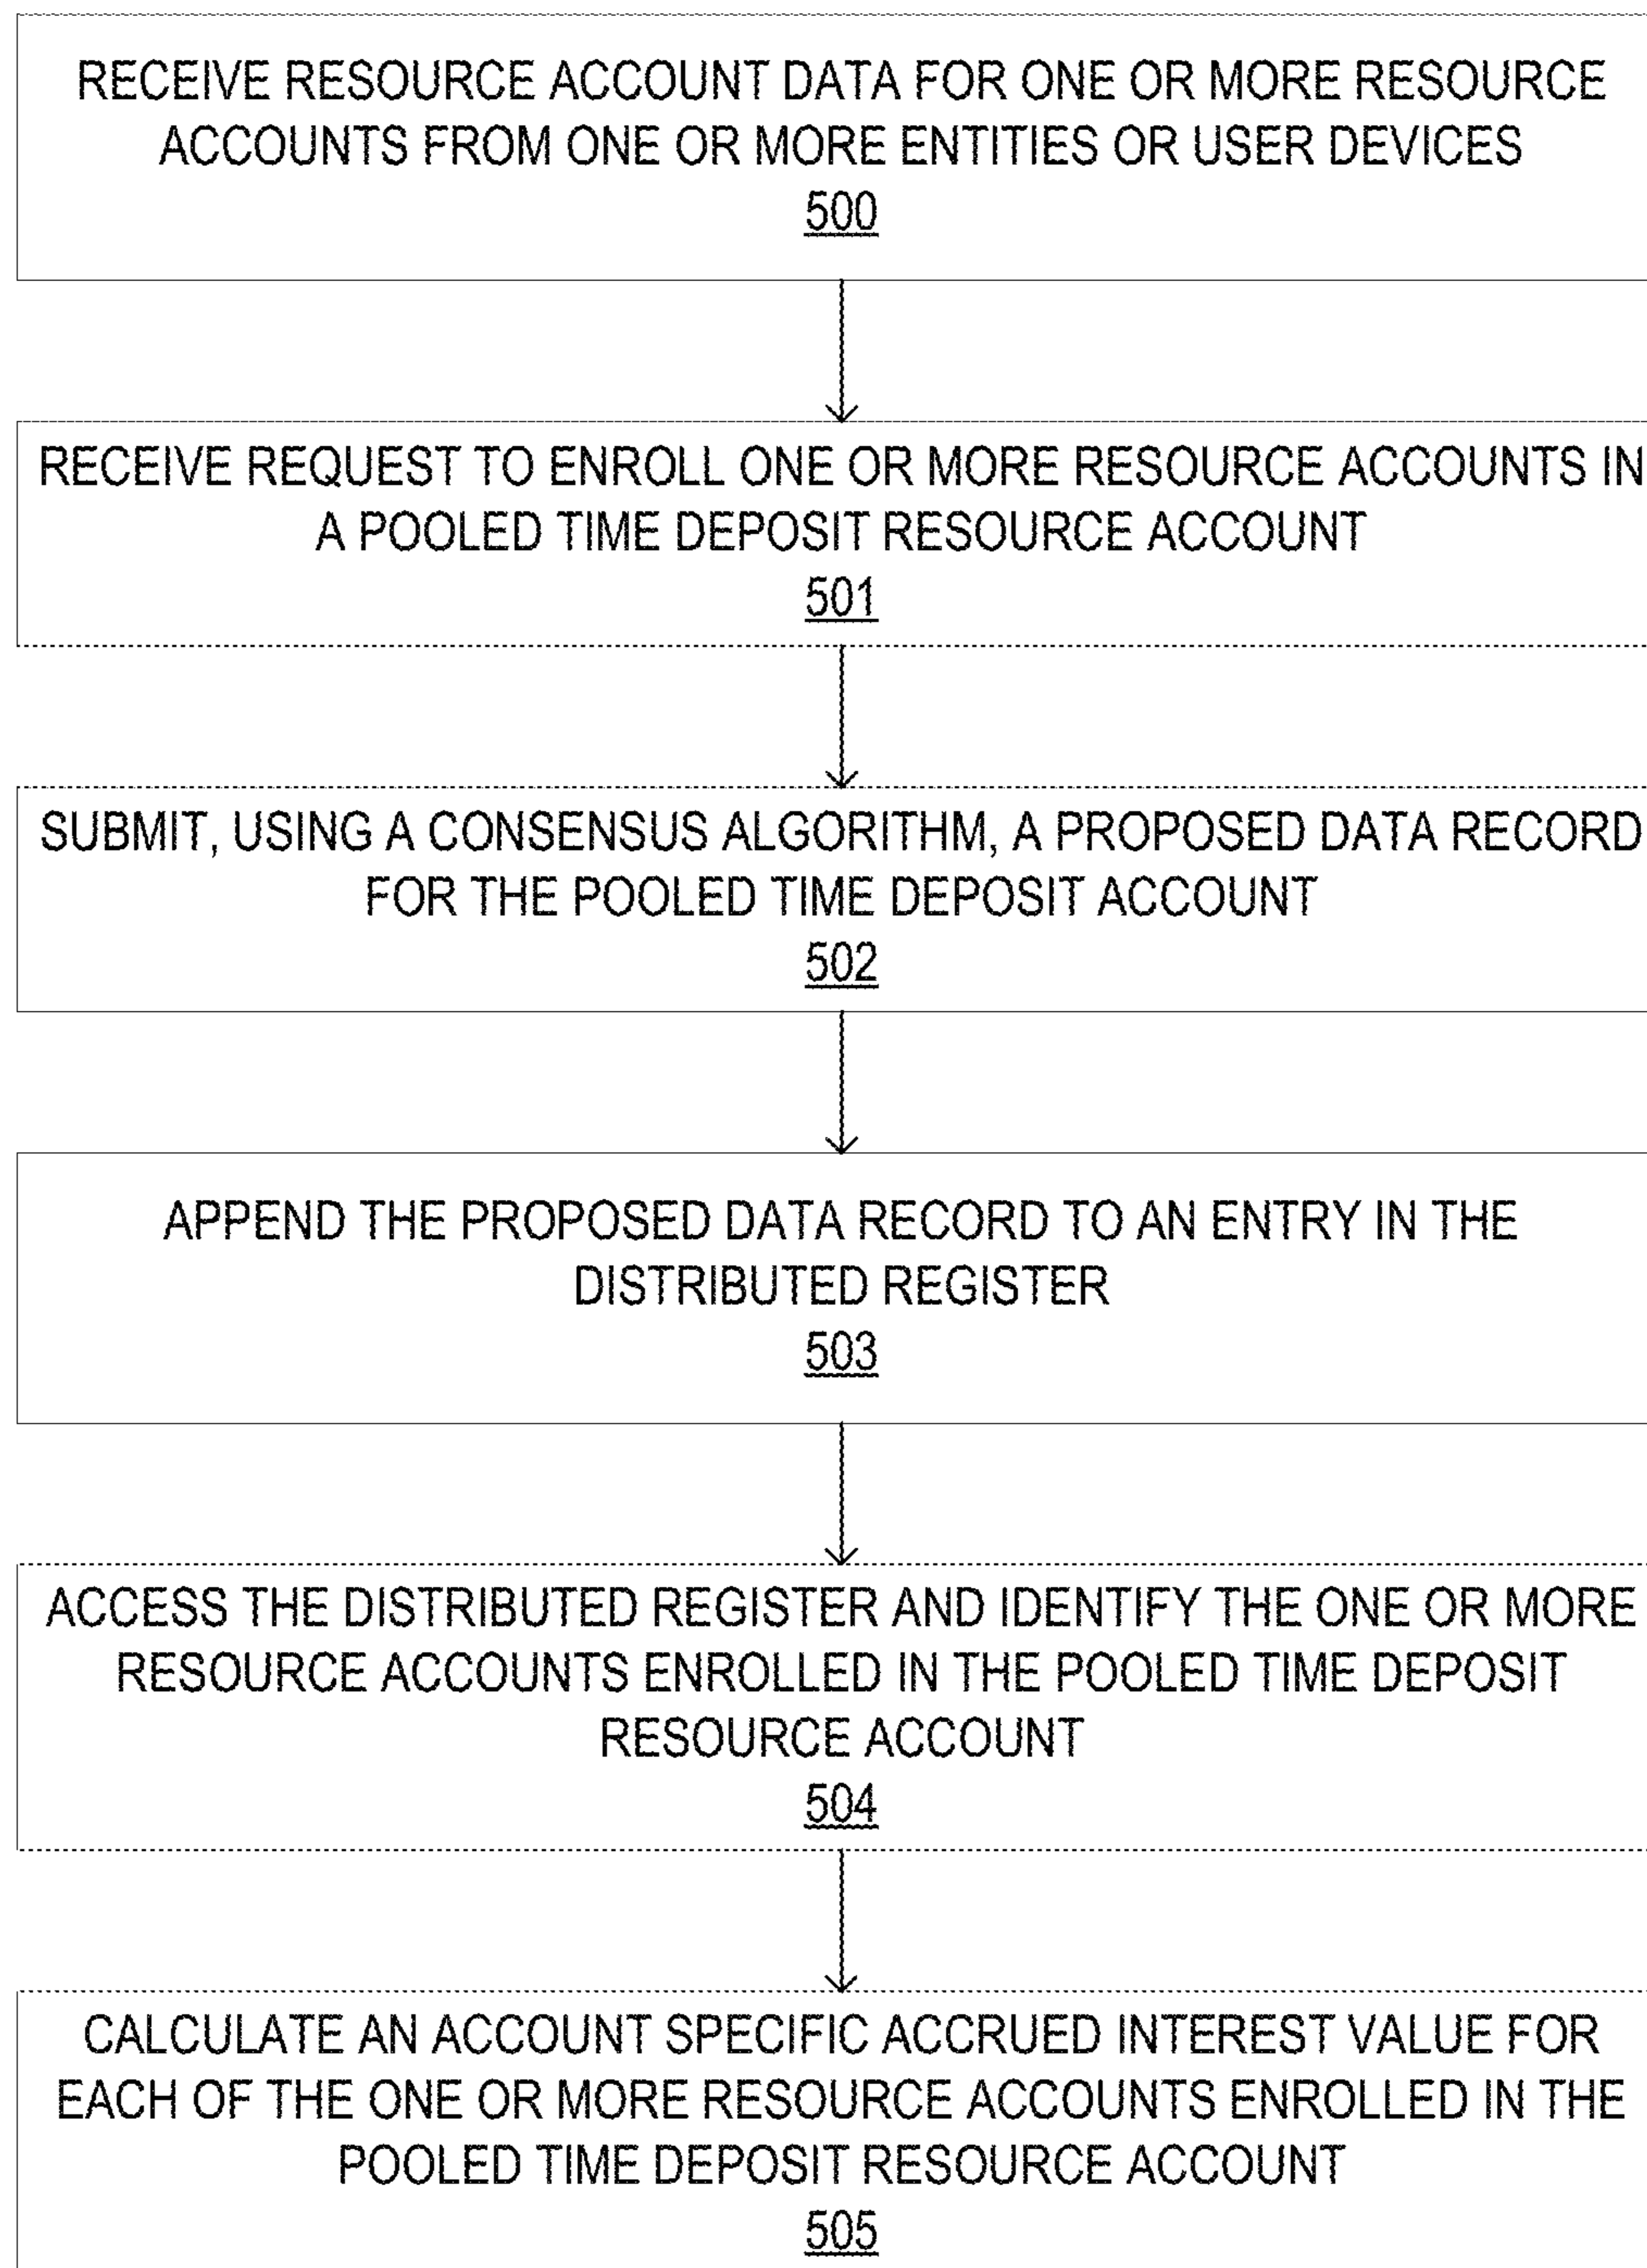 RECEIVE RESOURCE ACCOUNT DATA FOR ONE OR MORE RESOURCE
ACCOUNTS FROM ONE OR MORE ENTITIES OR USER DEVICES
500
RECEIVE REQUEST TO ENROLL ONE OR MORE RESOURCE ACCOUNTS IN
A POOLED TIME DEPOSIT RESOURCE ACCOUNT
501
SUBMIT, USING A CONSENSUS ALGORITHM, A PROPOSED DATA RECORD
FOR THE POOLED TIME DEPOSIT ACCOUNT
502
APPEND THE PROPOSED DATA RECORD TO AN ENTRY IN THE
DISTRIBUTED REGISTER
503
ACCESS THE DISTRIBUTED REGISTER AND IDENTIFY THE ONE OR MORE
RESOURCE ACCOUNTS ENROLLED IN THE POOLED TIME DEPOSIT
RESOURCE ACCOUNT
504
CALCULATE AN ACCOUNT SPECIFIC ACCRUED INTEREST VALUE FOR
EACH OF THE ONE OR MORE RESOURCE ACCOUNTS ENROLLED IN THE
POOLED TIME DEPOSIT RESOURCE ACCOUNT
505